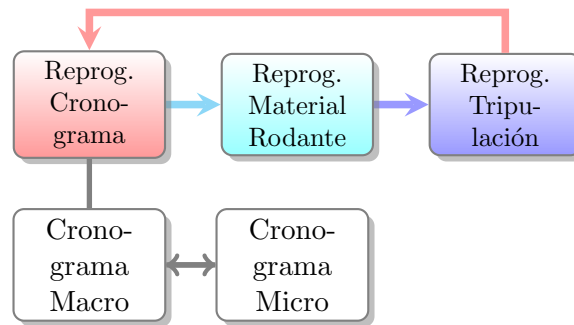 Reprog.
Crono-
grama
Reprog.
Material
Rodante
Reprog.
Tripu-
lación
Crono-
grama
Macro
Crono-
grama
Micro